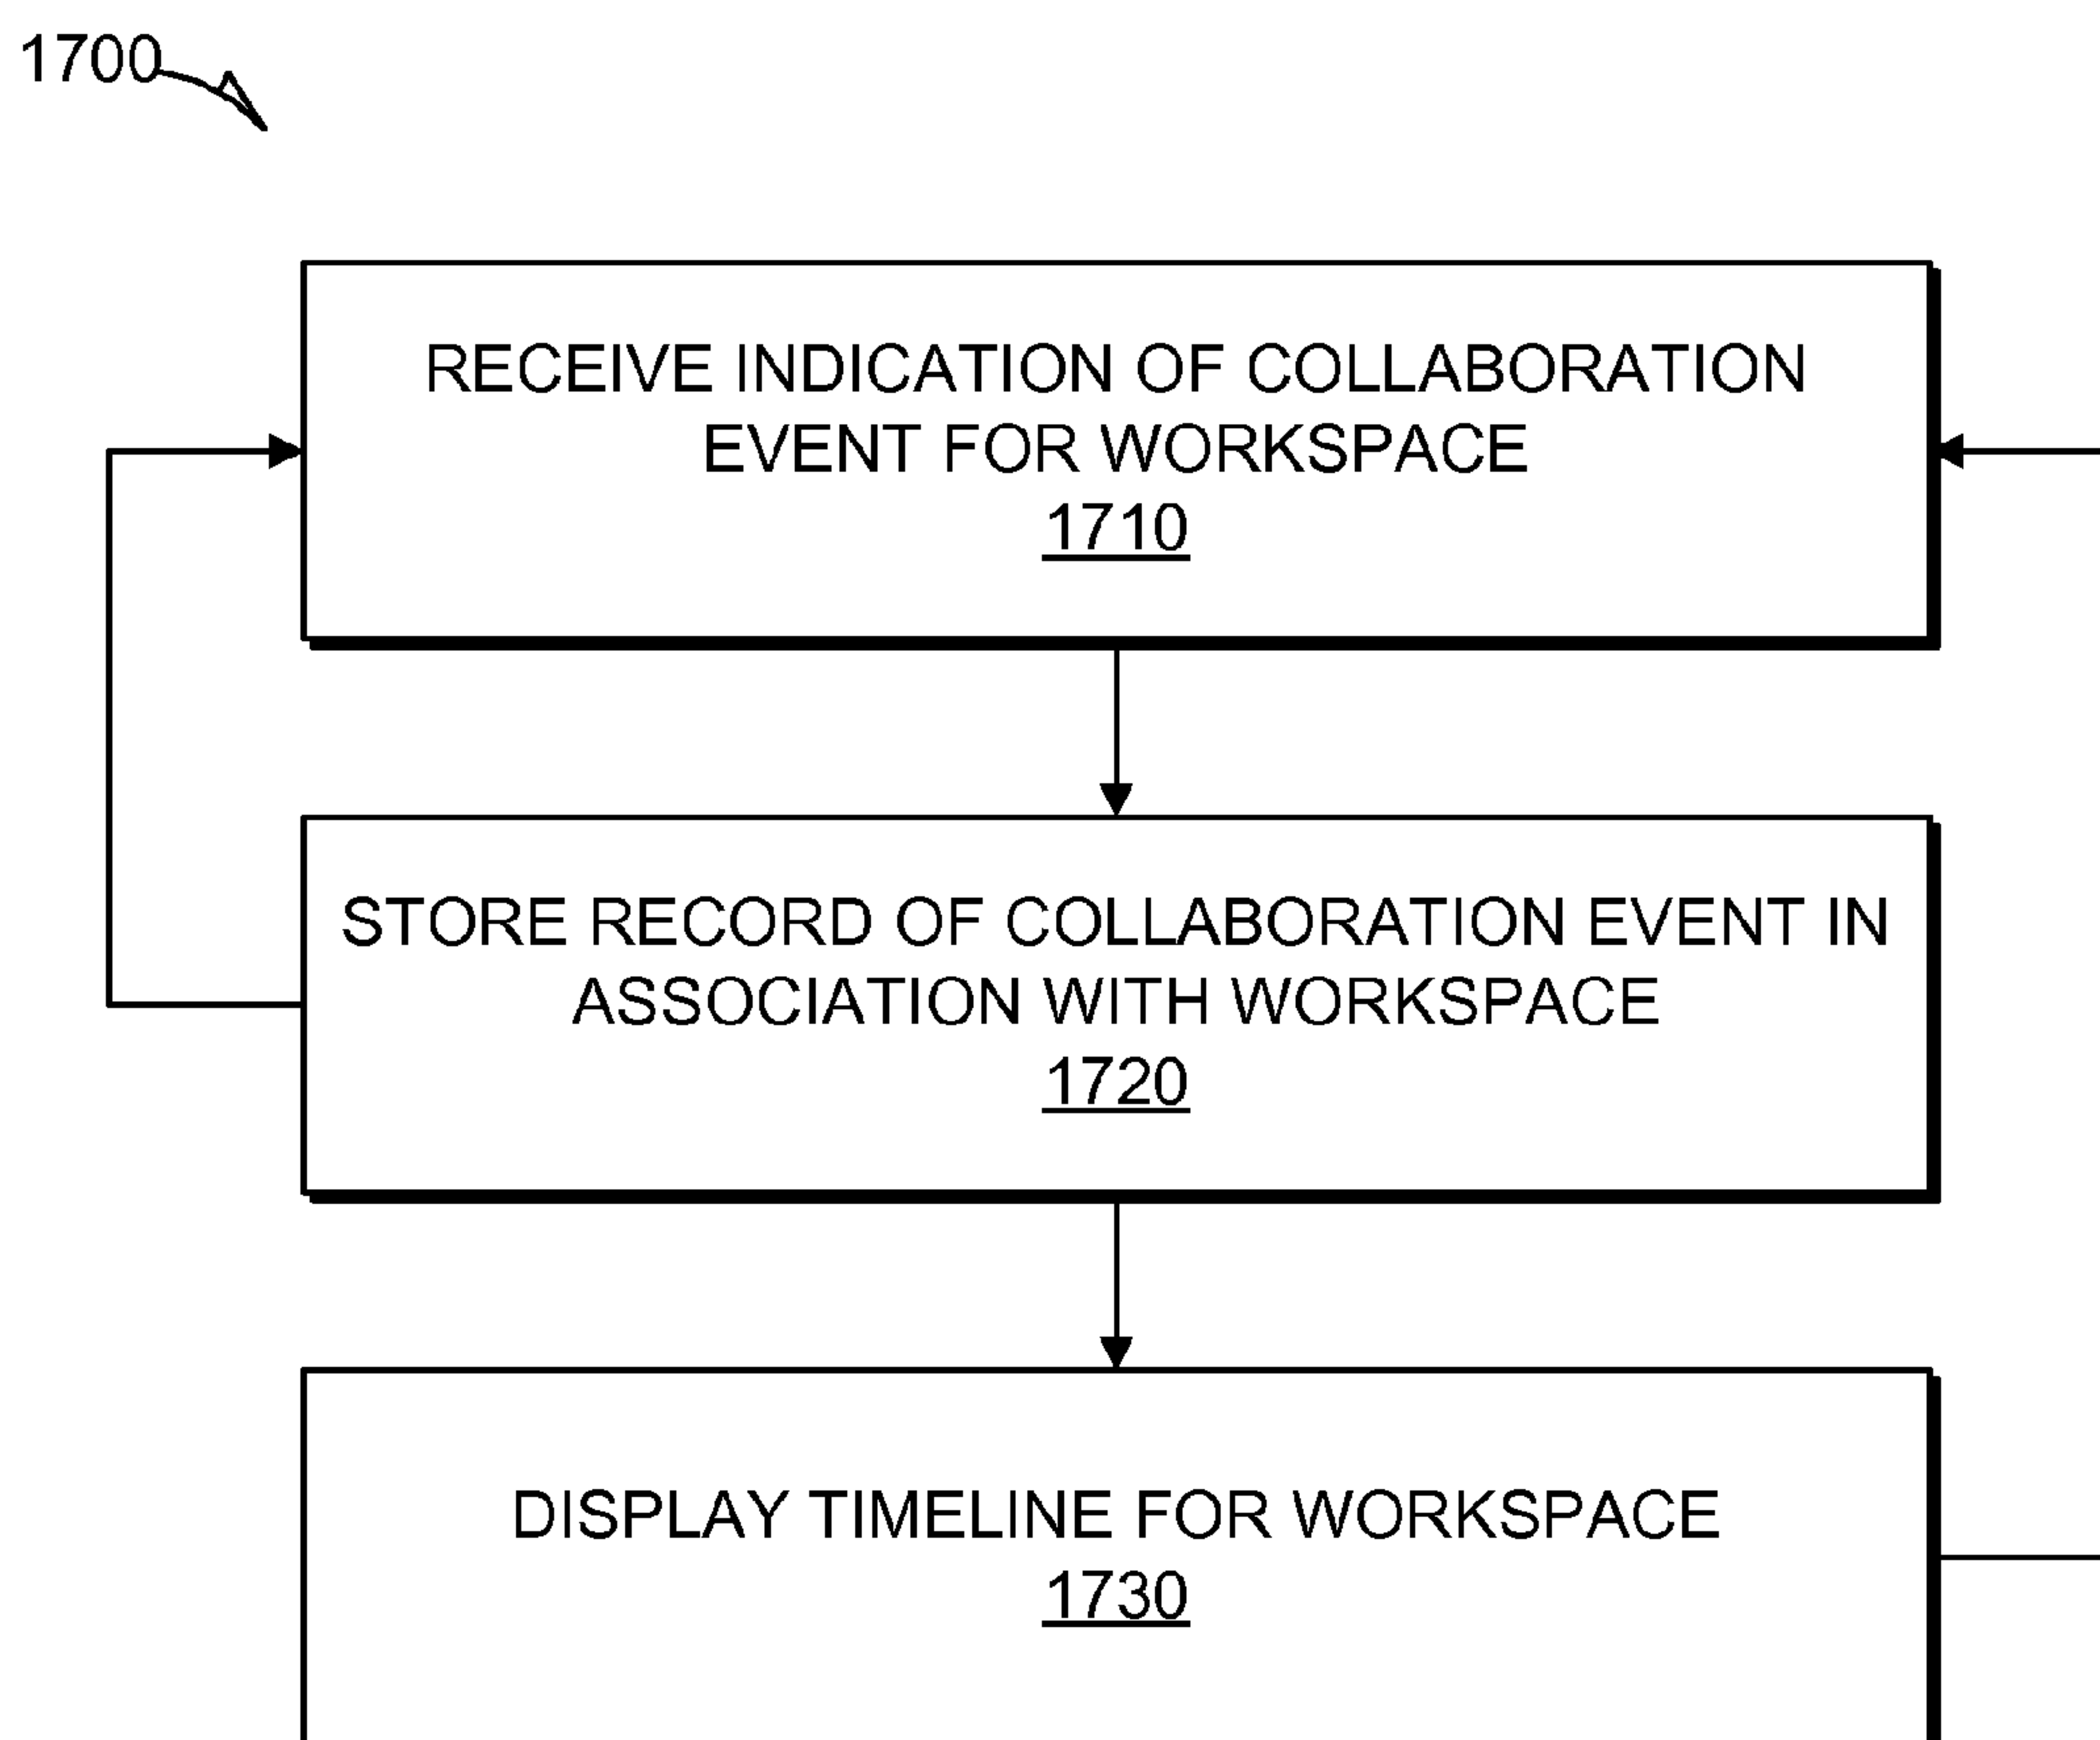 1700
RECEIVE INDICATION OF COLLABORATION
EVENT FOR WORKSPACE
1710
STORE RECORD OF COLLABORATION EVENT IN
ASSOCIATION WITH WORKSPACE
1720
DISPLAY TIMELINE FOR WORKSPACE
1730